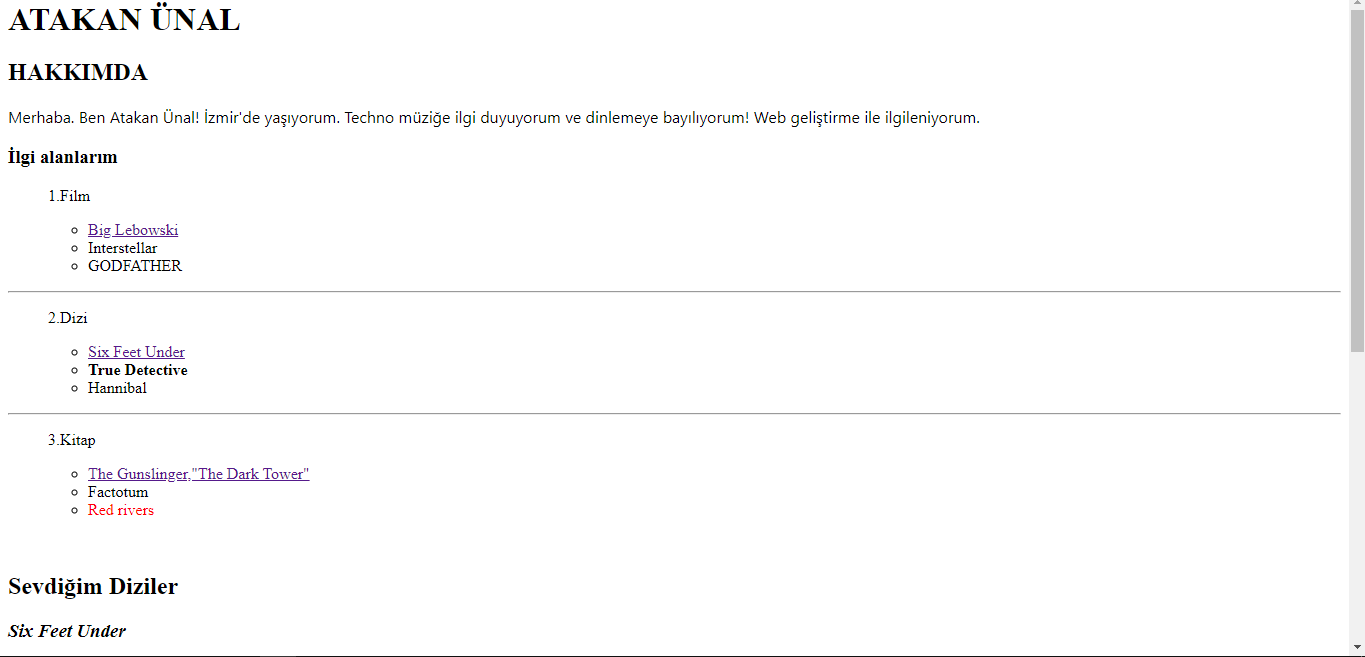 ATAKAN ÜNAL
HAKKIMDA
Merhaba. Ben Atakan Ünal! İzmir'de yaşıyorum. Techno müziğe ilgi duyuyorum ve dinlemeye bayılıyorum! Web geliştirme ile ilgileniyorum.
İlgi alanlarım
1.Film
Big Lebowski
Interstellar
GODFATHER
2.Dizi
Six Feet Under
True Detective
Hannibal
3.Kitap
The Gunslinger,"The Dark Tower"
Factotum
Red rivers
Sevdiğim Diziler
Six Feet Under